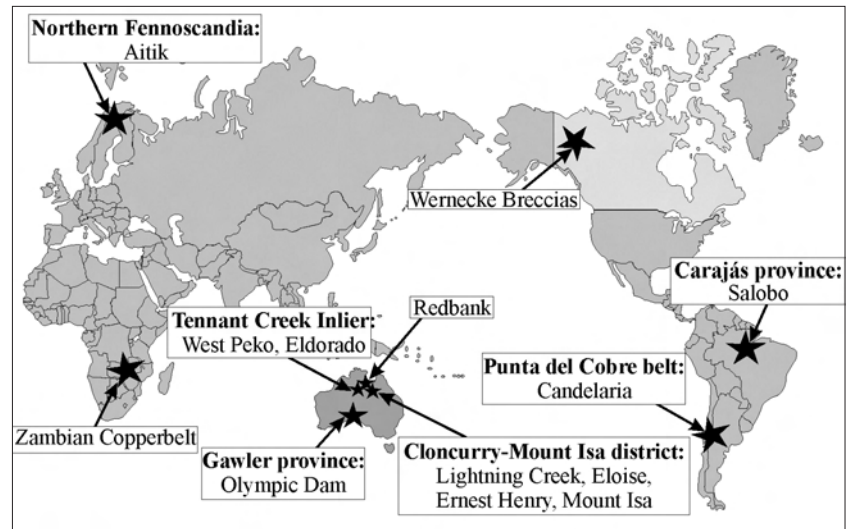 Northern Fennoscandia:
Aitik
Wernecke Breccias
Carajás province:
Salobo
Redbank
Tennant Creek Inlier:
West Peko, Eldorado
Punta del Cobre belt:
Candelaria
Zambian Copperbelt
Gawler province:
Olympic Dam
Cloncurry-Mount Isa district:
Lightning Creek, Eloise,
Ernest Henry, Mount Isa